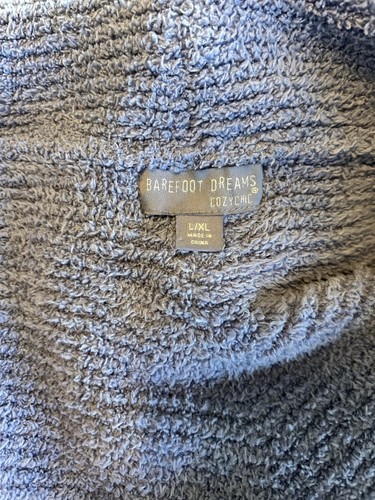 BAREFOOT DREAMS
®
COZYCHIC
L/XL
MADE IN
CHINA